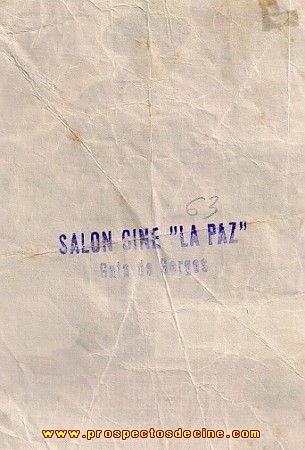 63
SALON CINE "LA PAZ"
Gata de Gorgos
www.prospectosdecine.com